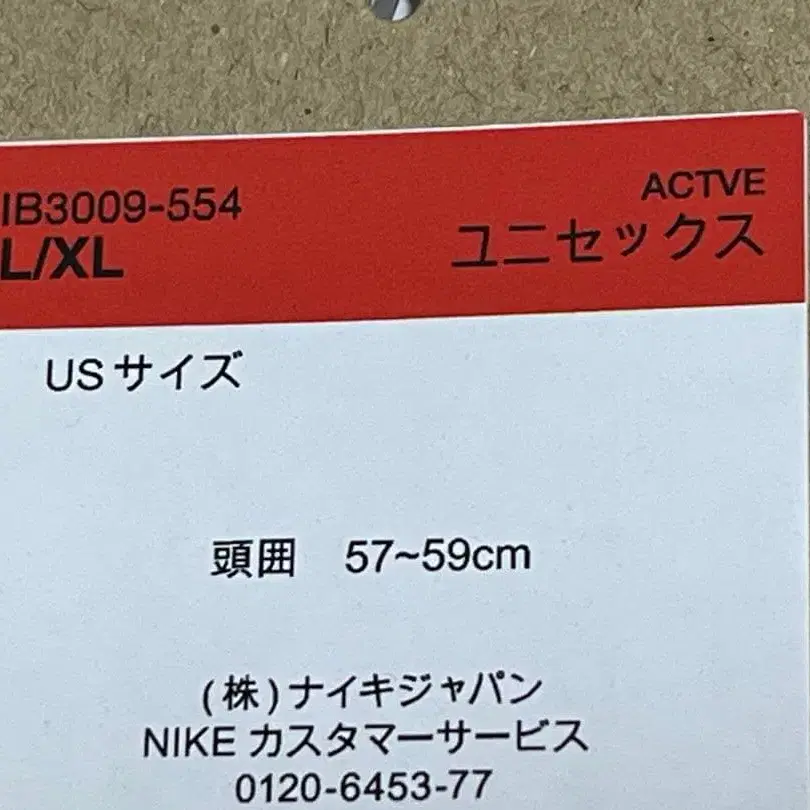 IB3009-554
ACTVE
L/XL
ユニセックス
USサイズ
頭囲 57~59cm
(株)ナイキジャパン
NIKE カスタマーサービス
0120-6453-77